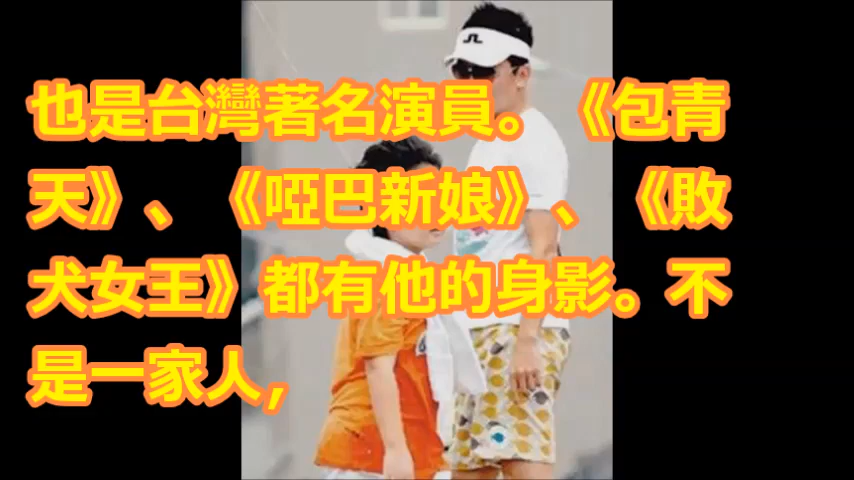 也是台灣著名演員。《包青
天》、《啞巴新娘》、《敗
犬女王》都有他的身影。不
是一家人，